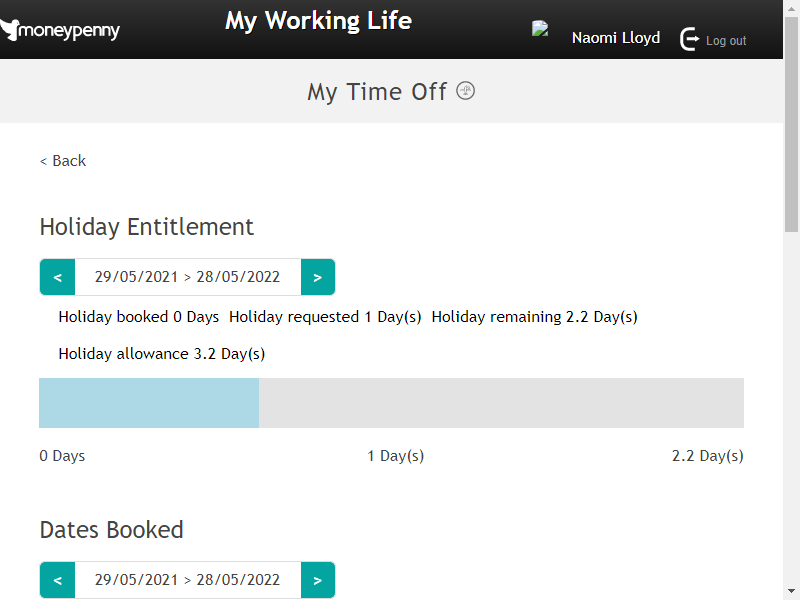 moneypenny My Working Life Naomi Lloyd Log out
My Time Off
< Back
Holiday Entitlement
< 29/05/2021 > 28/05/2022 >
Holiday booked 0 Days Holiday requested 1 Day(s) Holiday remaining 2.2 Day(s)
Holiday allowance 3.2 Day(s)
0 Days 1 Day(s) 2.2 Day(s)
Dates Booked
< 29/05/2021 > 28/05/2022 >